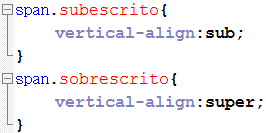 span.subescrito{
vertical-align:sub;
}
span.sobrescrito{
vertical-align:super;
}